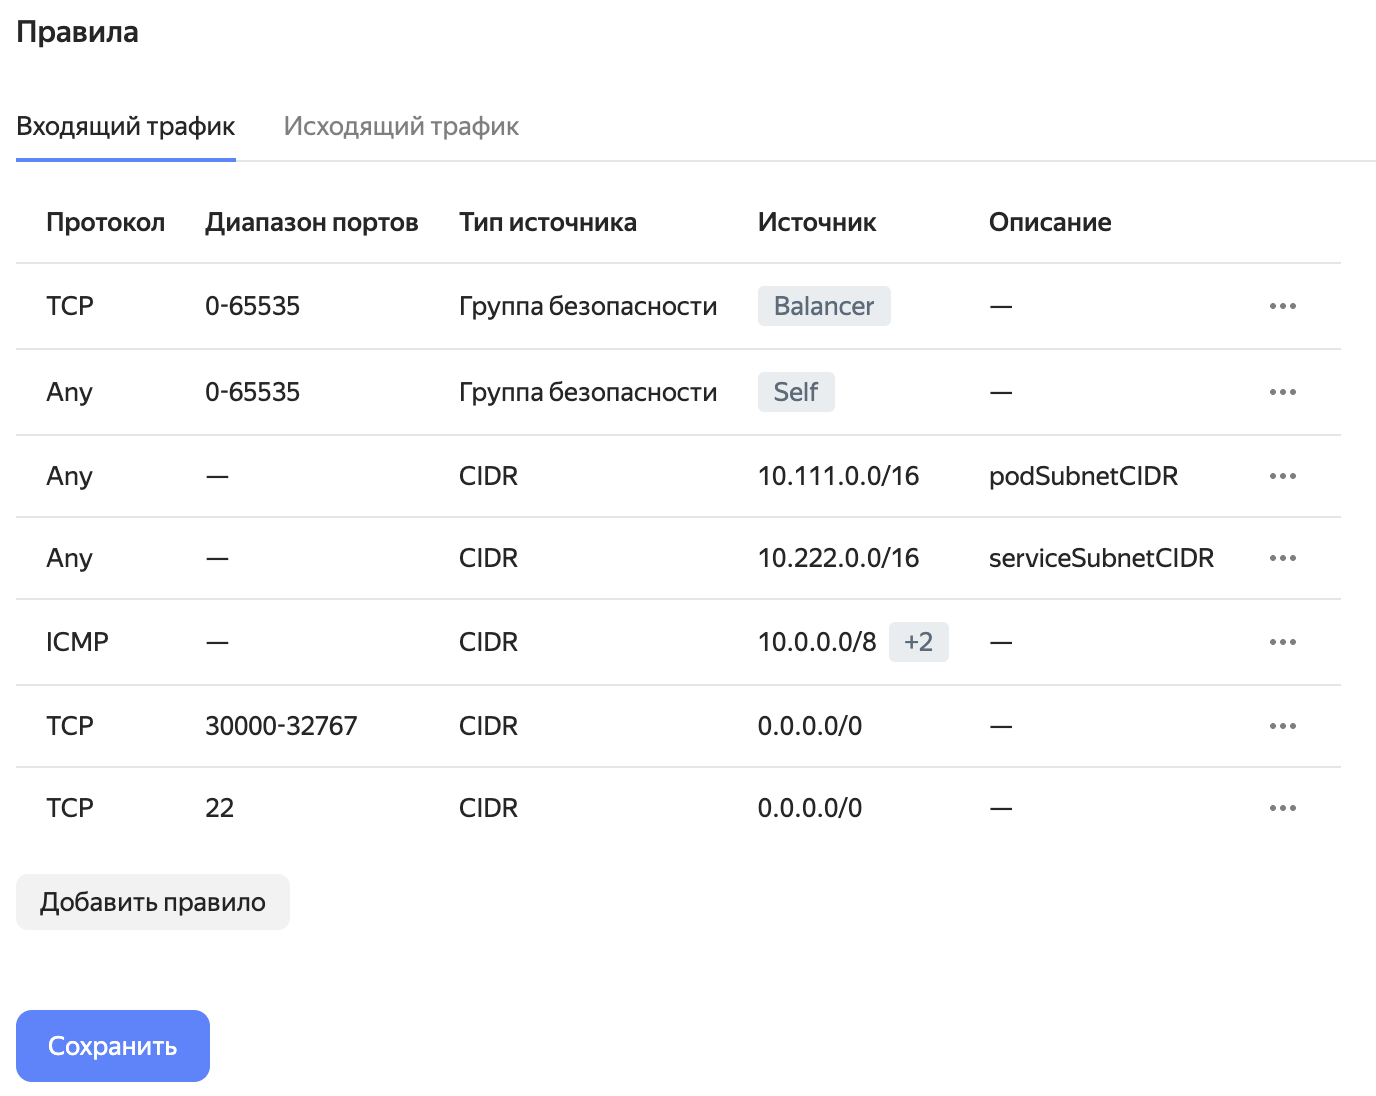 Правила
Входящий трафик Исходящий трафик
Протокол Диапазон портов Тип источника Источник Описание
TCP 0-65535 Группа безопасности Balancer — •••
Any 0-65535 Группа безопасности Self — •••
Any — CIDR 10.111.0.0/16 podSubnetCIDR •••
Any — CIDR 10.222.0.0/16 serviceSubnetCIDR •••
ICMP — CIDR 10.0.0.0/8 +2 — •••
TCP 30000-32767 CIDR 0.0.0.0/0 — •••
TCP 22 CIDR 0.0.0.0/0 — •••
Добавить правило
Сохранить